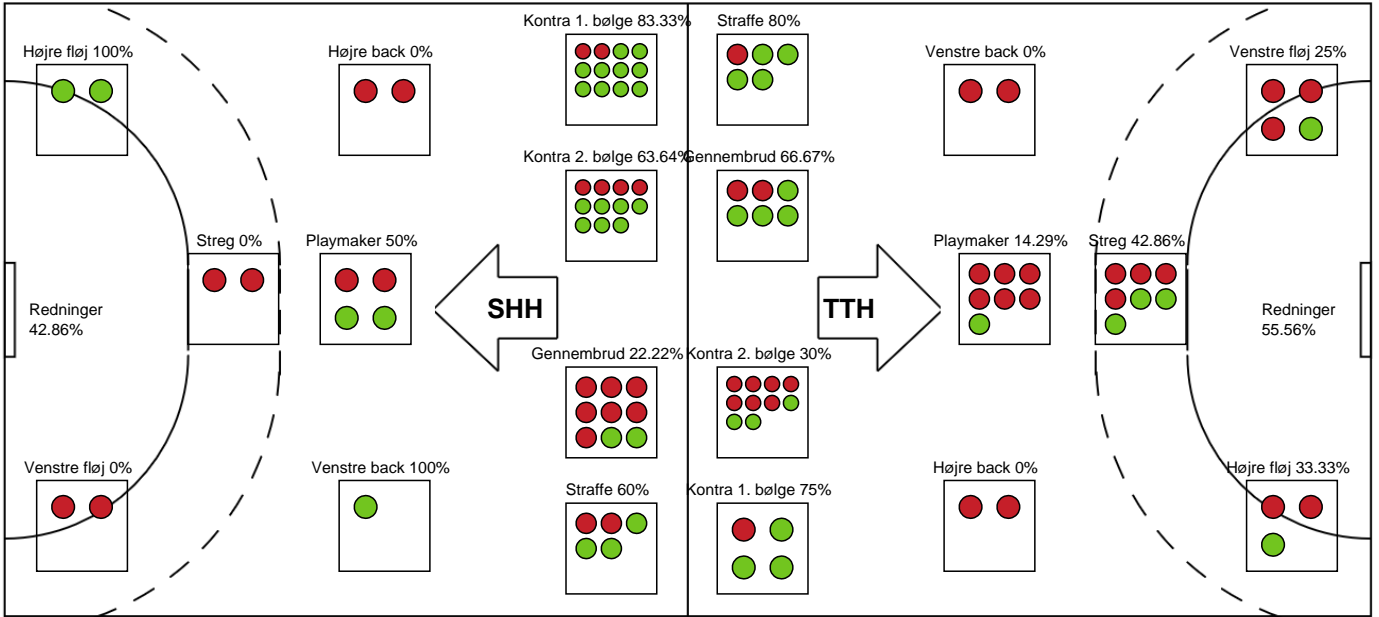 Kontra 1. bølge 83.33%
Straffe 80%
Højre fløj 100%
Højre back 0%
Venstre back 0%
Venstre fløj 25%
Kontra 2. bølge 63.64%
Gennembrud 66.67%
Streg 0%
Playmaker 50%
Playmaker 14.29%
Streg 42.86%
Redninger
42.86%
SHH
TTH
Redninger
55.56%
Gennembrud 22.22%
Kontra 2. bølge 30%
Venstre fløj 0%
Venstre back 100%
Højre back 0%
Højre fløj 33.33%
Straffe 60%
Kontra 1. bølge 75%